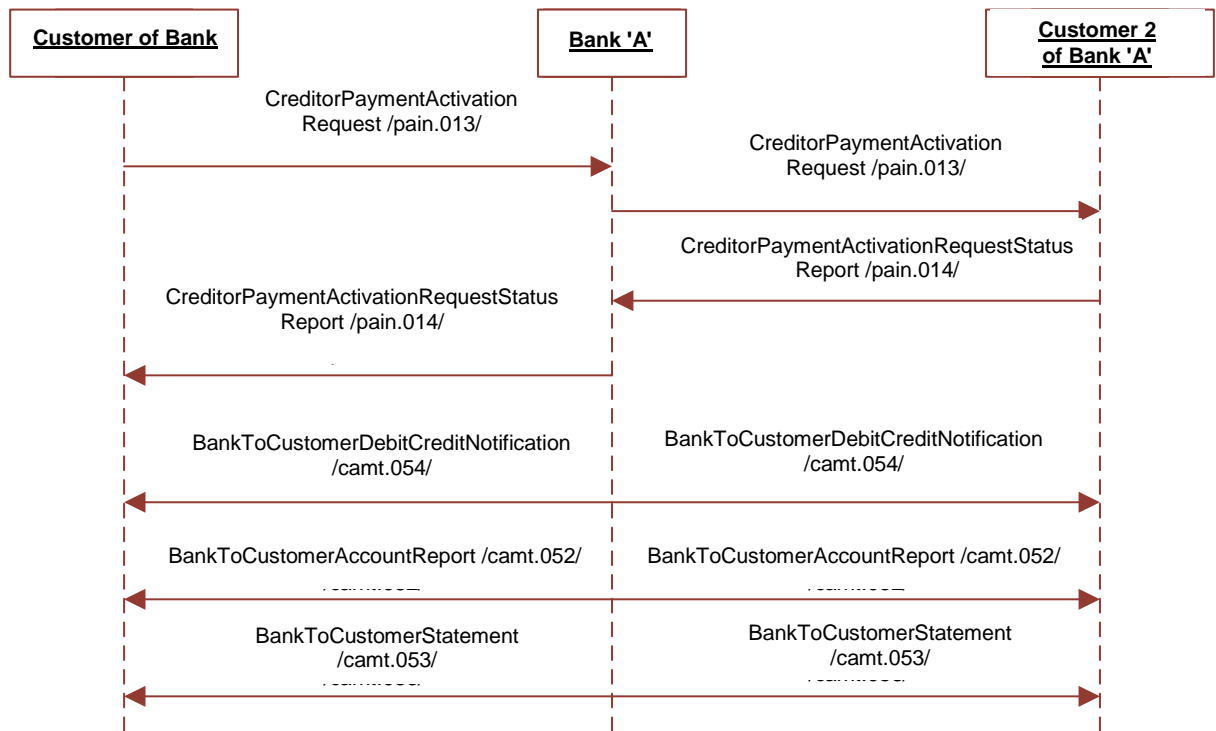 Customer of Bank
Bank 'A'
Customer 2
of Bank 'A'
CreditorPaymentActivation
Request /pain.013/
CreditorPaymentActivation
Request /pain.013/
CreditorPaymentActivationRequestStatus
Report /pain.014/
CreditorPaymentActivationRequestStatus
Report /pain.014/
BankToCustomerDebitCreditNotification
/camt.054/
BankToCustomerDebitCreditNotification
/camt.054/
BankToCustomerAccountReport /camt.052/
BankToCustomerAccountReport /camt.052/
BankToCustomerStatement
/camt.053/
BankToCustomerStatement
/camt.053/